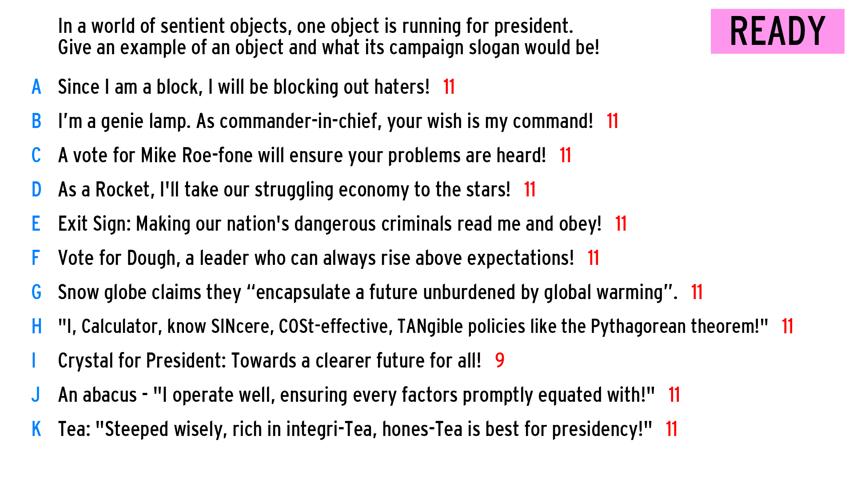 In a world of sentient objects, one object is running for president.
Give an example of an object and what its campaign slogan would be!
READY
A Since I am a block, I will be blocking out haters! 11
B I'm a genie lamp. As commander-in-chief, your wish is my command! 11
C A vote for Mike Roe-fone will ensure your problems are heard! 11
D As a Rocket, I'll take our struggling economy to the stars! 11
E Exit Sign: Making our nation's dangerous criminals read me and obey! 11
F Vote for Dough, a leader who can always rise above expectations! 11
G Snow globe claims they “encapsulate a future unburdened by global warming”. 11
H "I, Calculator, know SINcere, COSt-effective, TANgible policies like the Pythagorean theorem!" 11
I Crystal for President: Towards a clearer future for all! 9
J An abacus - "I operate well, ensuring every factors promptly equated with!" 11
K Tea: "Steeped wisely, rich in integri-Tea, hones-Tea is best for presidency!" 11